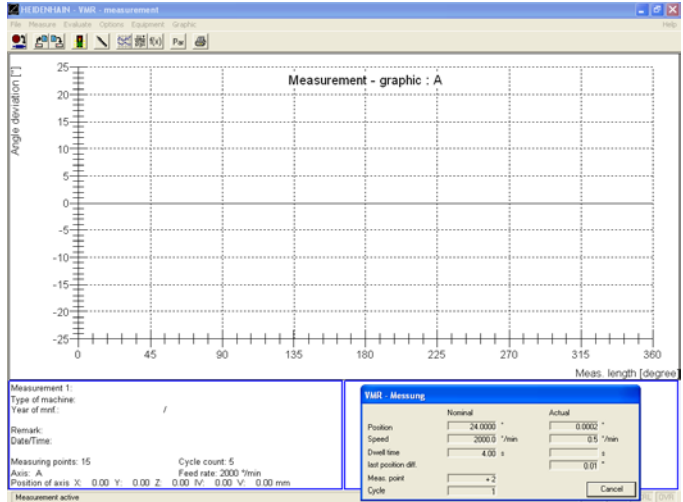 HEIDENHAIN - VMR - measurement
File Measure Evaluate Options Equipment Graphic Help
f(x) Par
Measurement - graphic : A
Angle deviation ["]
25
20
15
10
5
0
-5
-10
-15
-20
-25
0 45 90 135 180 225 270 315 360
Meas. length [degree]
Measurement 1:
Type of machine:
Year of mnf.: /
Remark:
Date/Time:
Measuring points: 15 Cycle count: 5
Axis: A Feed rate: 2000 °/min
Position of axis X: 0.00 Y: 0.00 Z: 0.00 IV: 0.00 V: 0.00 mm
VMR - Messung
Nominal Actual
Position 24.0000 ° 0.0002 °
Speed 2000.0 °/min 0.5 °/min
Dwell time 4.00 s s
last position diff. 0.01 "
Meas. point + 2
Cycle 1 Cancel
Measurement active OVR